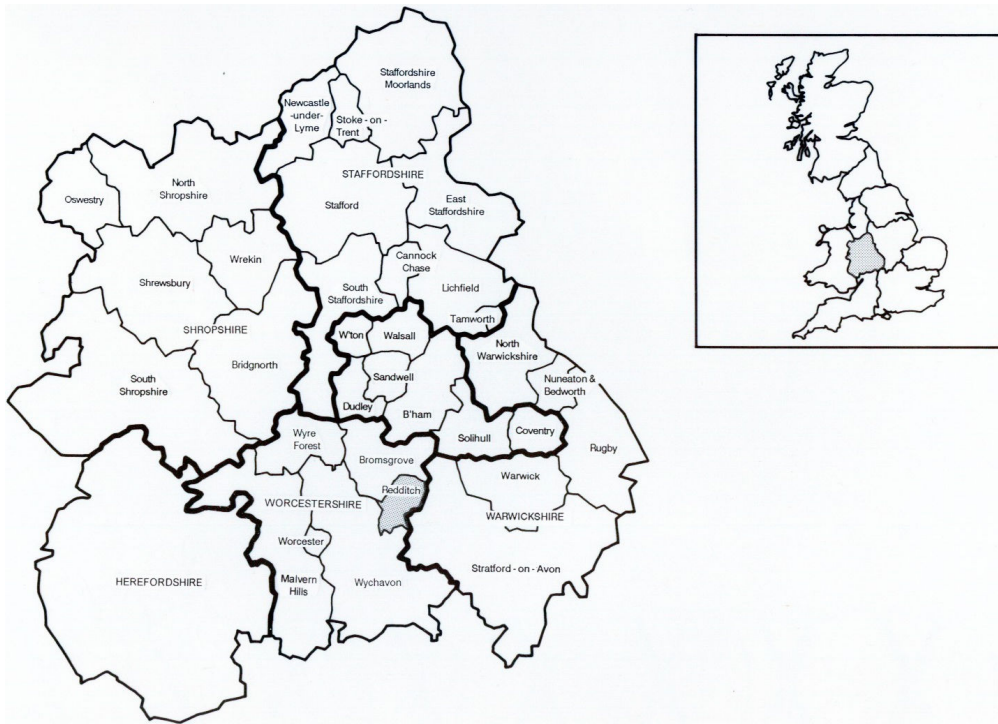 Staffordshire
Moorlands
Newcastle
-under-
Lyme
Stoke - on -
Trent
STAFFORDSHIRE
North
Shropshire
Oswestry
Stafford
East
Staffordshire
Wrekin
Cannock
Chase
Shrewsbury
South
Staffordshire
Lichfield
Tamworth
SHROPSHIRE
W'ton
Walsall
North
Warwickshire
Bridgnorth
South
Shropshire
Sandwell
Nuneaton &
Bedworth
Dudley
B'ham
Solihull
Coventry
Rugby
Wyre
Forest
Bromsgrove
Warwick
Redditch
WORCESTERSHIRE
WARWICKSHIRE
Worcester
Stratford - on - Avon
HEREFORDSHIRE
Malvern
Hills
Wychavon